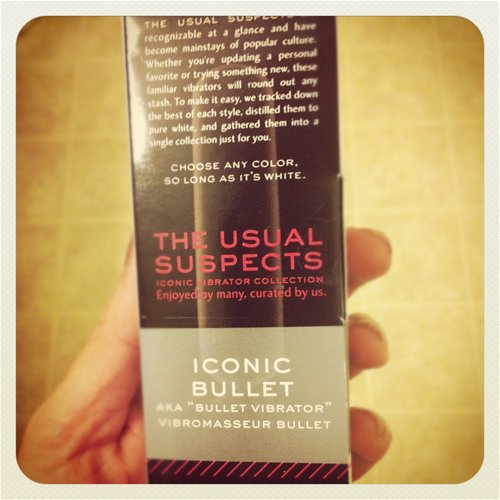 THE USUAL SUSPECTS
recognizable at a glance and have
become mainstays of popular culture.
Whether you're updating a personal
favorite or trying something new, these
familiar vibrators will round out any
stash. To make it easy, we tracked down
the best of each style, distilled them to
pure white, and gathered them into a
single collection just for you.
CHOOSE ANY COLOR,
SO LONG AS IT'S WHITE.
THE USUAL
SUSPECTS
ICONIC VIBRATOR COLLECTION
Enjoyed by many, curated by us.
ICONIC
BULLET
AKA "BULLET VIBRATOR"
VIBROMASSEUR BULLET